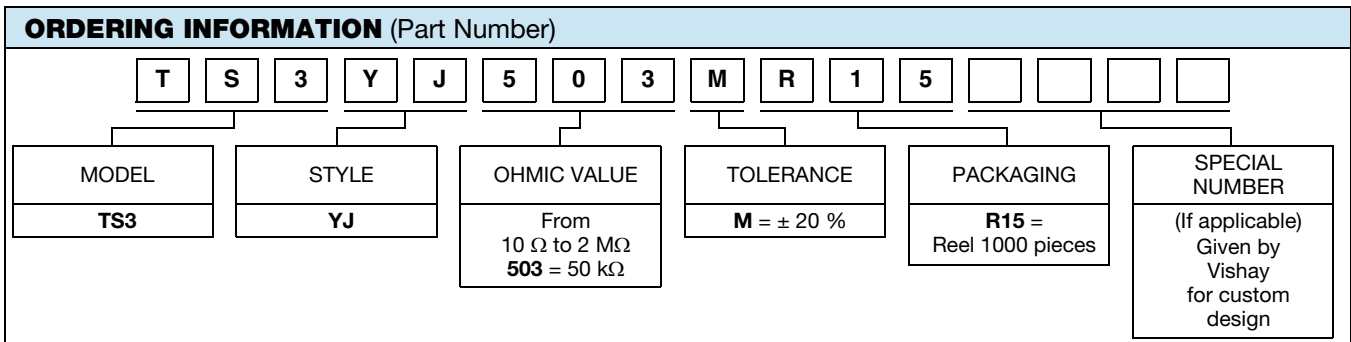 ORDERING INFORMATION (Part Number)
T S 3 Y J 5 0 3 M R 1 5
MODEL
TS3
STYLE
YJ
OHMIC VALUE
From
10 Ω to 2 MΩ
503 = 50 kΩ
TOLERANCE
M = ± 20 %
PACKAGING
R15 =
Reel 1000 pieces
SPECIAL
NUMBER
(If applicable)
Given by
Vishay
for custom
design